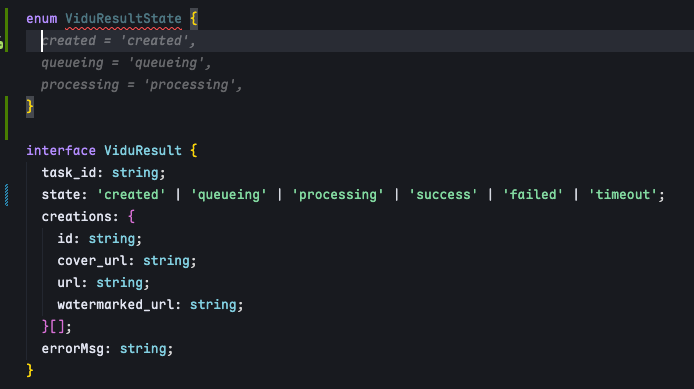 enum ViduResultState {
  created = 'created',
  queueing = 'queueing',
  processing = 'processing',
}
interface ViduResult {
  task_id: string;
  state: 'created' | 'queueing' | 'processing' | 'success' | 'failed' | 'timeout';
  creations: {
    id: string;
    cover_url: string;
    url: string;
    watermarked_url: string;
  }[];
  errorMsg: string;
}